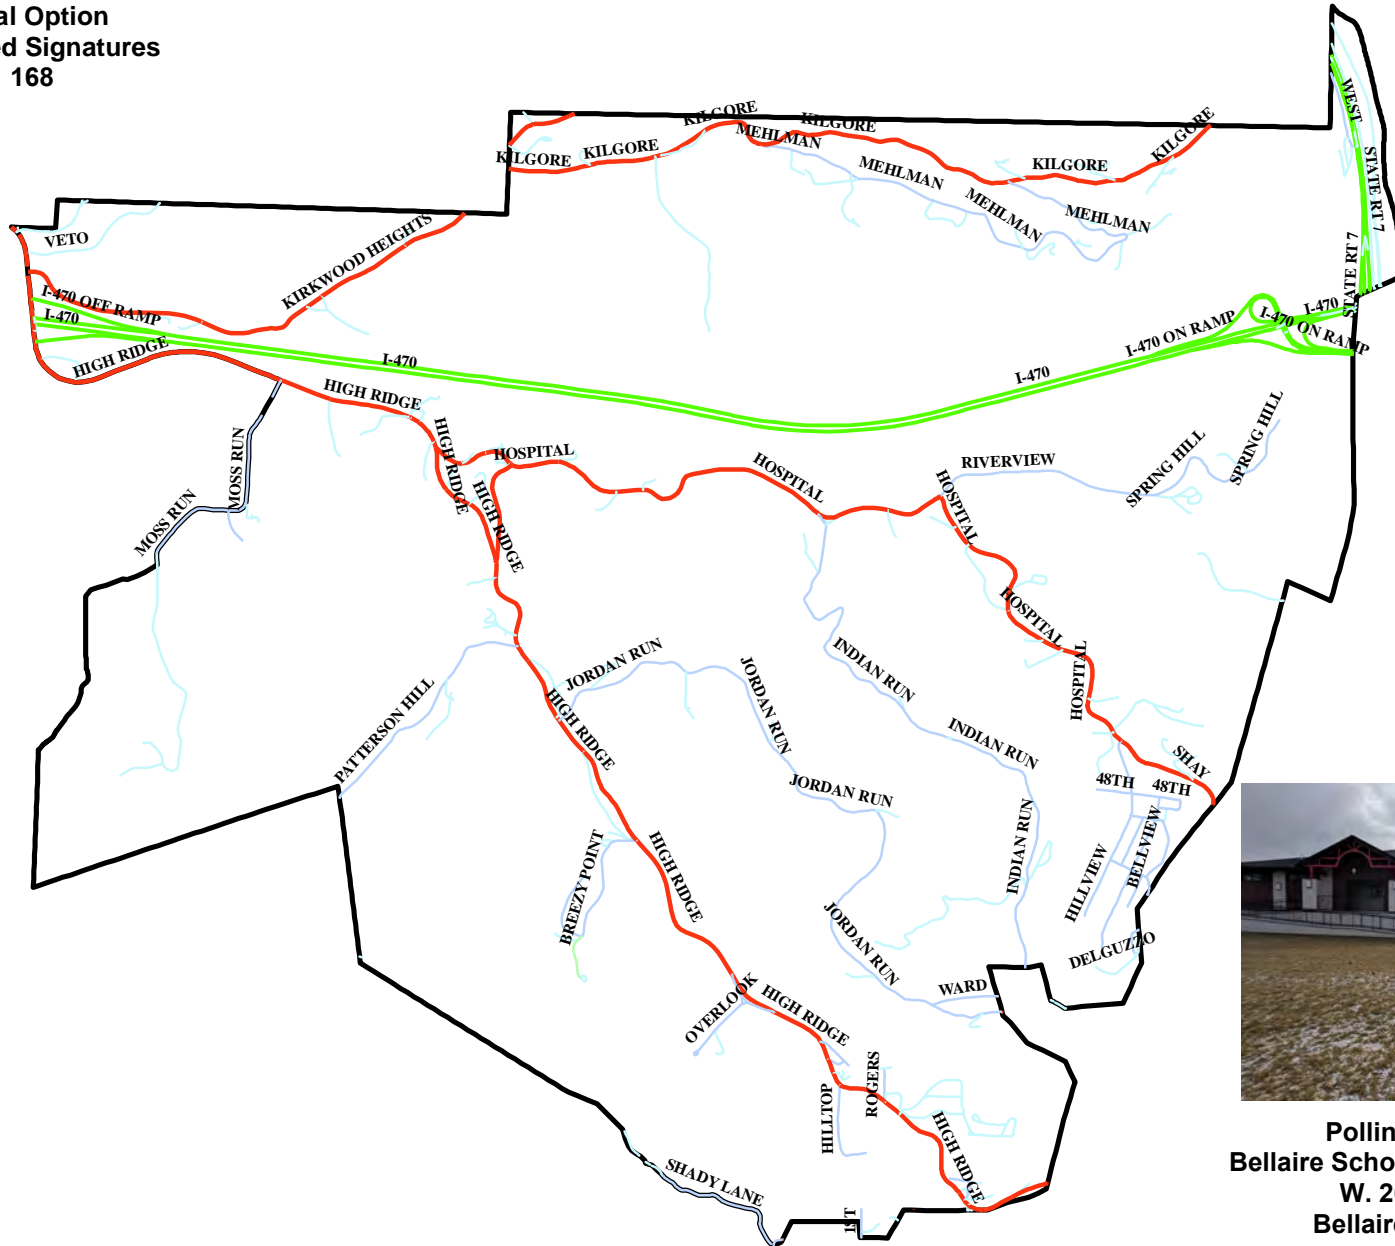 al Option
d Signatures
168
KILGORE
KILGORE
KILGORE
KILGORE
KILGORE
KILGORE
MEHLMAN
MEHLMAN
MEHLMAN
MEHLMAN
WEST
STATE RT 7
STATE RT 7
VETO
KIRKWOOD HEIGHTS
I-470 OFF RAMP
I-470
HIGH RIDGE
I-470
I-470
I-470 ON RAMP
I-470
I-470 ON RAMP
HIGH RIDGE
HIGH RIDGE
HIGH RIDGE
HOSPITAL
HOSPITAL
HOSPITAL
HOSPITAL
HOSPITAL
RIVERVIEW
SPRING HILL
SPRING HILL
MOSS RUN
MOSS RUN
PATTERSON HILL
JORDAN RUN
JORDAN RUN
JORDAN RUN
JORDAN RUN
HIGH RIDGE
INDIAN RUN
INDIAN RUN
INDIAN RUN
SHAY
48TH
48TH
HILLVIEW
BELLVIEW
DELGUZZO
BREEZY POINT
HIGH RIDGE
WARD
OVERLOOK
HIGH RIDGE
HILLTOP
ROGERS
HIGH RIDGE
SHADY LANE
1ST
Pollin
Bellaire Scho
W. 2
Bellair